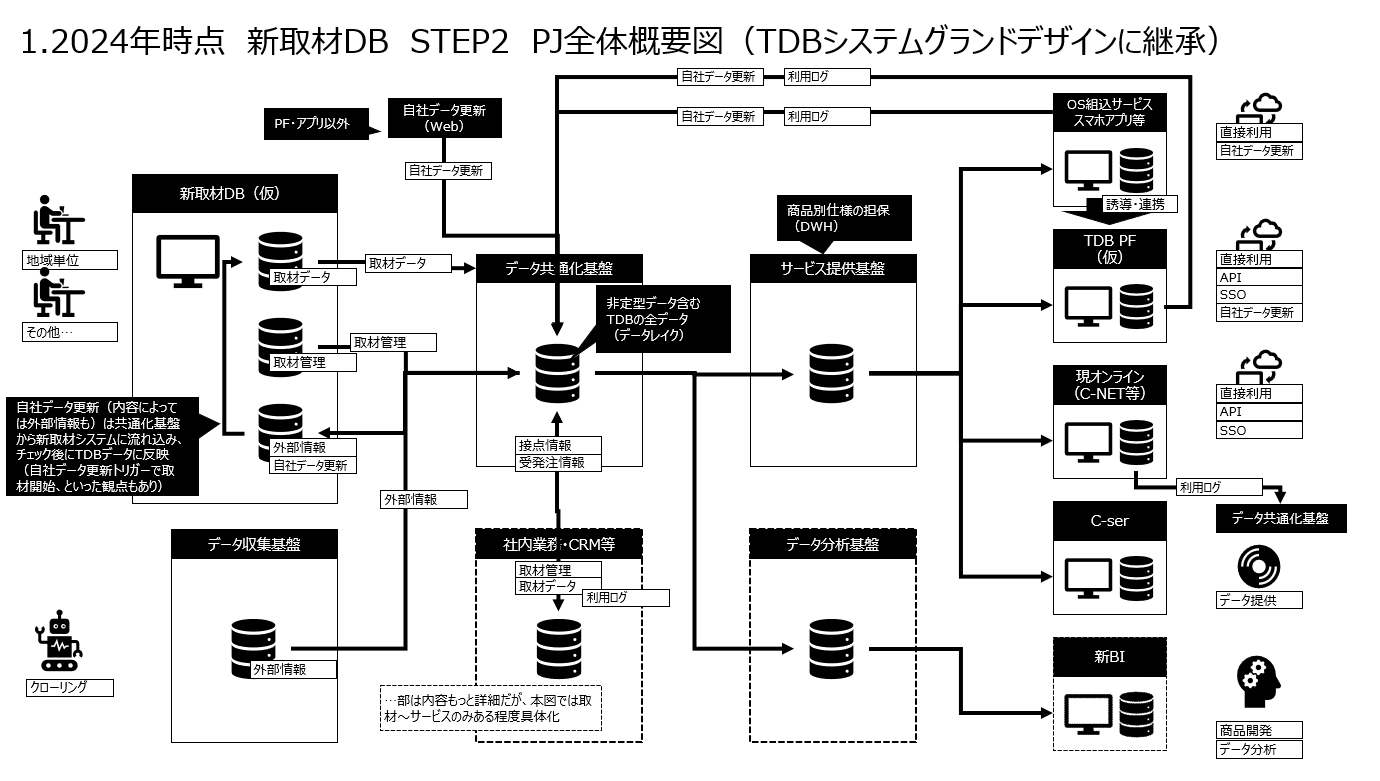 1.2024年時点　新取材DB　STEP2　PJ全体概要図（TDBシステムグランドデザインに継承）
自社データ更新
利用ログ
自社データ更新
利用ログ
PF・アプリ以外
自社データ更新
（Web）
自社データ更新
OS組込サービス
スマホアプリ等
誘導・連携
直接利用
自社データ更新
新取材DB（仮）
地域単位
その他…
取材データ
取材管理
外部情報
自社データ更新
取材データ
取材管理
外部情報
自社データ更新（内容によって
は外部情報も）は共通化基盤
から新取材システムに流れ込み、
チェック後にTDBデータに反映
（自社データ更新トリガーで取
材開始、といった観点もあり）
データ共通化基盤
非定型データ含む
TDBの全データ
（データレイク）
接点情報
受発注情報
商品別仕様の担保
（DWH）
サービス提供基盤
TDB PF
（仮）
直接利用
API
SSO
自社データ更新
現オンライン
（C-NET等）
直接利用
API
SSO
利用ログ
データ共通化基盤
データ収集基盤
外部情報
クローリング
社内業務・CRM等
取材管理
取材データ
利用ログ
…部は内容もっと詳細だが、本図では取
材～サービスのみある程度具体化
データ分析基盤
C-ser
データ提供
新BI
商品開発
データ分析